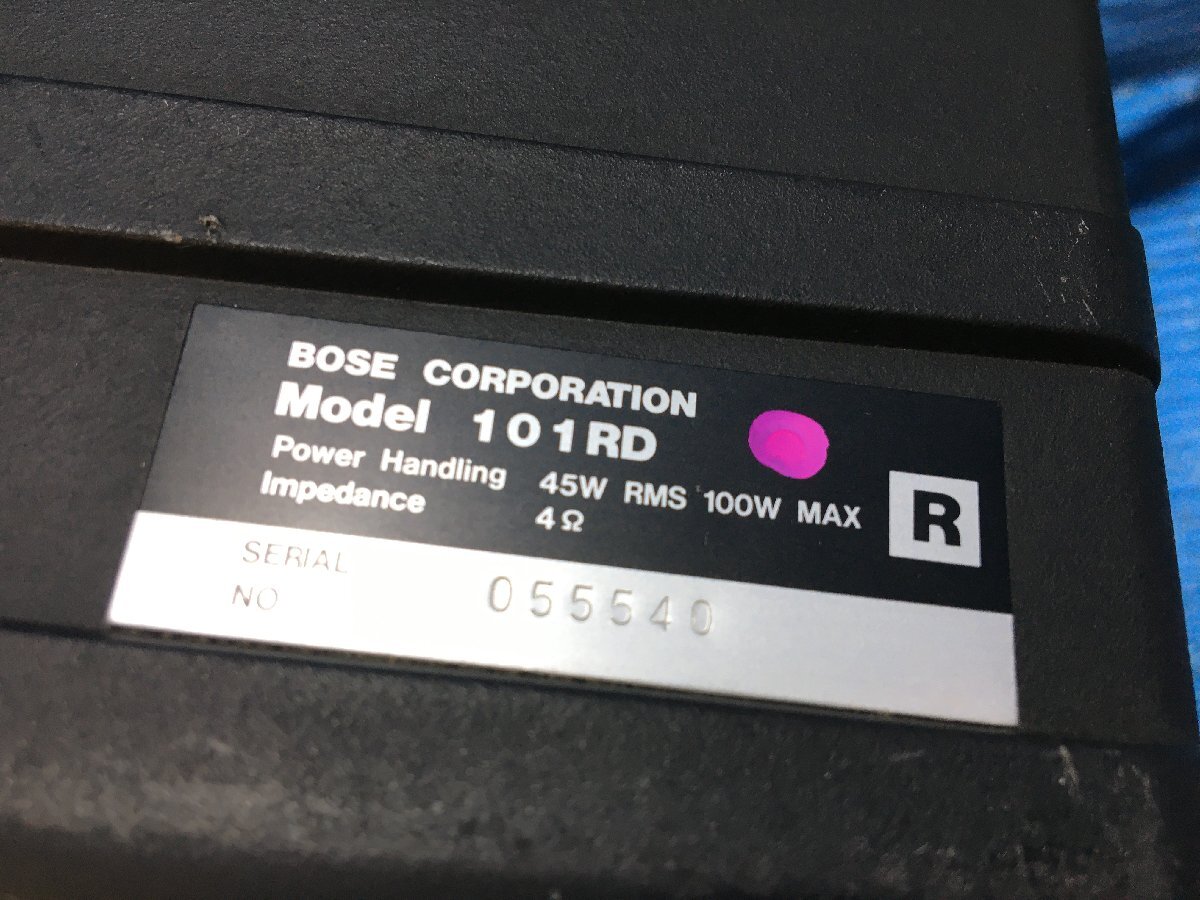 BOSE CORPORATION
Model 101RD
Power Handling 45W RMS 100W MAX
Impedance 4Ω
R
SERIAL
NO 055540